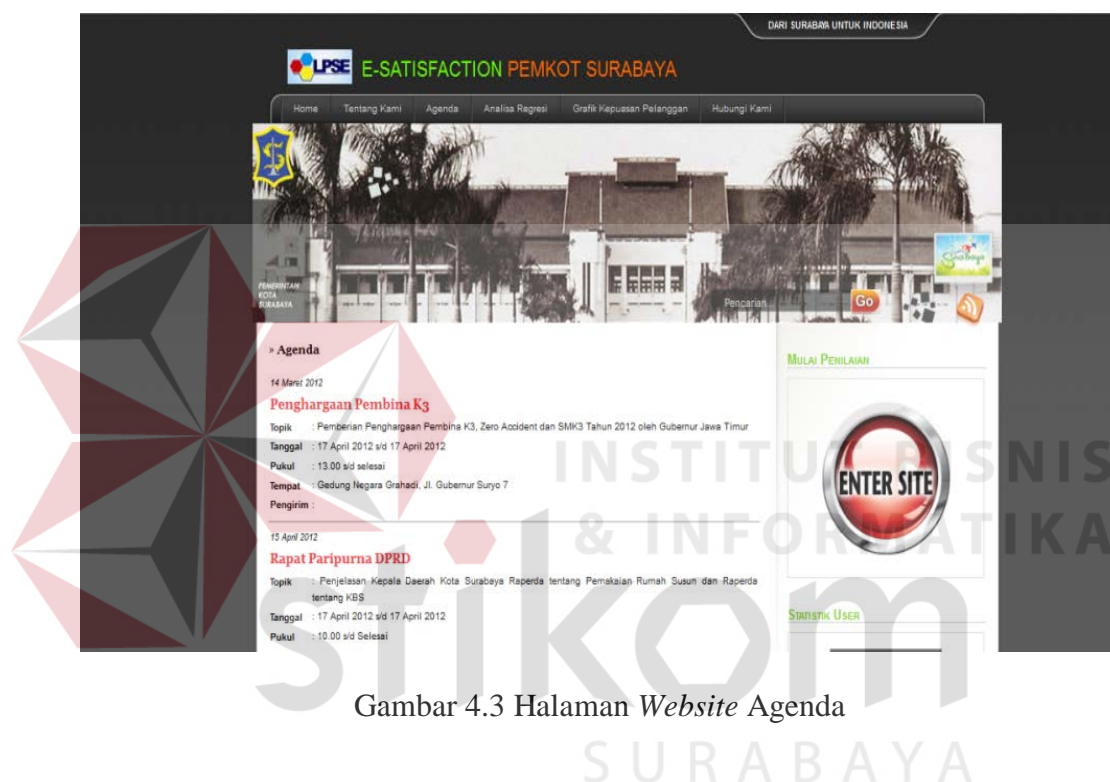 DARI SURABAYA UNTUK INDONESIA
LPSE E-SATISFACTION PEMKOT SURABAYA
Home Tentang Kami Agenda Analisa Regresi Grafik Kepuasan Pelanggan Hubungi Kami
Surabaya
PEMERINTAH
KOTA
SURABAYA
Pencarian... Go
» Agenda
14 Maret 2012
Penghargaan Pembina K3
Topik : Pemberian Penghargaan Pembina K3, Zero Accident dan SMK3 Tahun 2012 oleh Gubernur Jawa Timur
Tanggal : 17 April 2012 s/d 17 April 2012
Pukul : 13.00 s/d selesai
Tempat : Gedung Negara Grahadi, Jl. Gubernur Suryo 7
Pengirim :
15 April 2012
Rapat Paripurna DPRD
Topik : Penjelasan Kepala Daerah Kota Surabaya Raperda tentang Pemakaian Rumah Susun dan Raperda
tentang KBS
Tanggal : 17 April 2012 s/d 17 April 2012
Pukul : 10.00 s/d Selesai
MULAI PENILAIAN
ENTER SITE
STATISTIK USER
INSTITUT BISNIS
& INFORMATIKA
stikom
SURABAYA
Gambar 4.3 Halaman Website Agenda